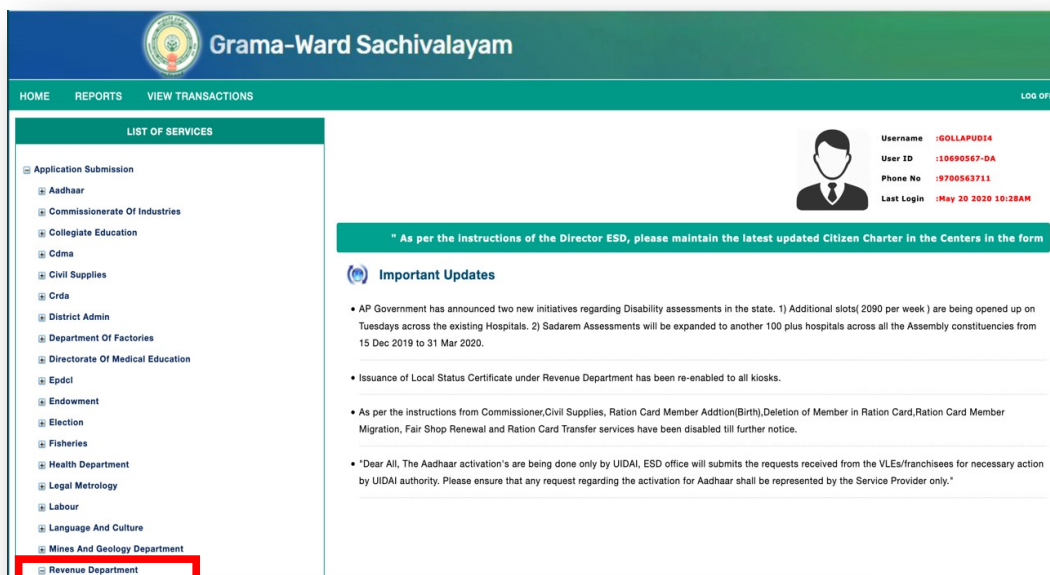 Grama-Ward Sachivalayam
HOME REPORTS VIEW TRANSACTIONS
LIST OF SERVICES
Application Submission
Aadhaar
Commissionerate Of Industries
Collegiate Education
Cdma
Civil Supplies
Crda
District Admin
Department Of Factories
Directorate Of Medical Education
Epdcl
Endowment
Election
Fisheries
Health Department
Legal Metrology
Labour
Language And Culture
Mines And Geology Department
Revenue Department
LOG OF
Username :GOLLAPUDI4
User ID :10690567-DA
Phone No :9700563711
Last Login :May 20 2020 10:28AM
" As per the instructions of the Director ESD, please maintain the latest updated Citizen Charter in the Centers in the form
Important Updates
• AP Government has announced two new initiatives regarding Disability assessments in the state. 1) Additional slots( 2090 per week ) are being opened up on
Tuesdays across the existing Hospitals. 2) Sadarem Assessments will be expanded to another 100 plus hospitals across all the Assembly constituencies from
15 Dec 2019 to 31 Mar 2020.
• Issuance of Local Status Certificate under Revenue Department has been re-enabled to all kiosks.
• As per the instructions from Commissioner,Civil Supplies, Ration Card Member Addtion(Birth),Deletion of Member in Ration Card,Ration Card Member
Migration, Fair Shop Renewal and Ration Card Transfer services have been disabled till further notice.
• "Dear All, The Aadhaar activation's are being done only by UIDAI, ESD office will submits the requests received from the VLEs/franchisees for necessary action
by UIDAI authority. Please ensure that any request regarding the activation for Aadhaar shall be represented by the Service Provider only."